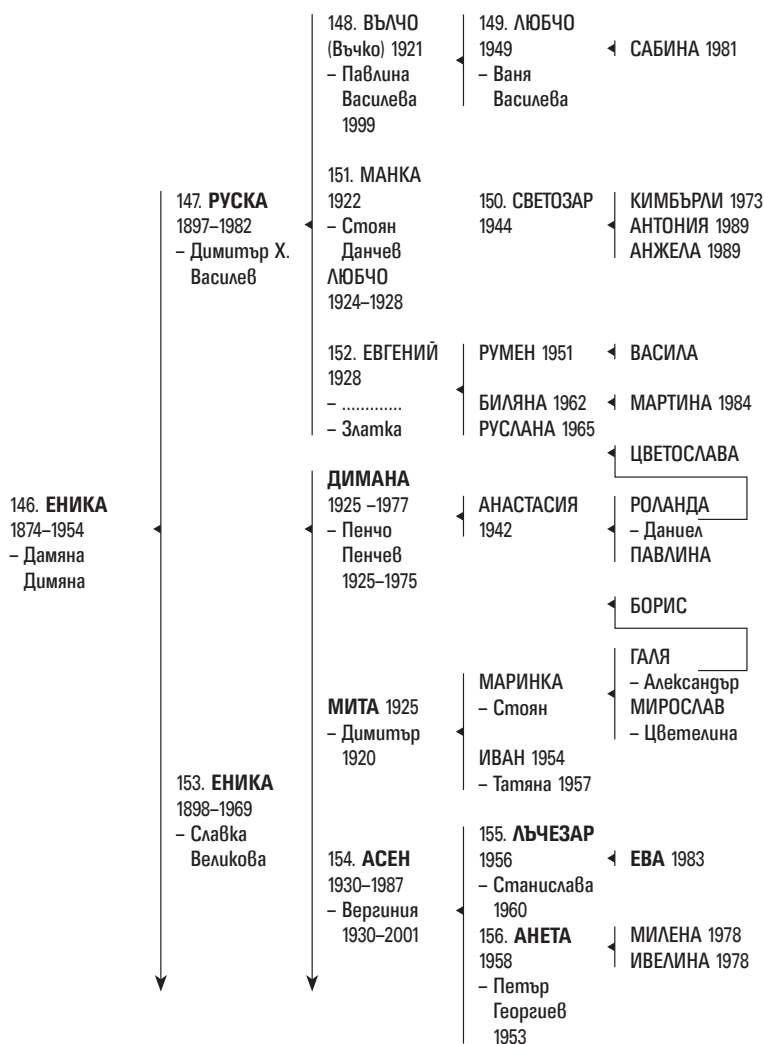 148. ВЪЛЧО
(Въчко) 1921
– Павлина
Василева
1999
149. ЛЮБЧО
1949
– Ваня
Василева
САБИНА 1981
147. РУСКА
1897–1982
– Димитър Х.
Василев
151. МАНКА
1922
– Стоян
Данчев
ЛЮБЧО
1924–1928
150. СВЕТОЗАР
1944
КИМБЪРЛИ 1973
АНТОНИЯ 1989
АНЖЕЛА 1989
152. ЕВГЕНИЙ
1928
– .............
– Златка
РУМЕН 1951
БИЛЯНА 1962
РУСЛАНА 1965
ВАСИЛА
МАРТИНА 1984
ЦВЕТОСЛАВА
146. ЕНИКА
1874–1954
– Дамяна
Димяна
ДИМАНА
1925 –1977
– Пенчо
Пенчев
1925–1975
АНАСТАСИЯ
1942
РОЛАНДА
– Даниел
ПАВЛИНА
БОРИС
МИТА 1925
– Димитър
1920
МАРИНКА
– Стоян
ИВАН 1954
– Татяна 1957
ГАЛЯ
– Александър
МИРОСЛАВ
– Цветелина
153. ЕНИКА
1898–1969
– Славка
Великова
154. АСЕН
1930–1987
– Вергиния
1930–2001
155. ЛЪЧЕЗАР
1956
– Станислава
1960
156. АНЕТА
1958
– Петър
Георгиев
1953
ЕВА 1983
МИЛЕНА 1978
ИВЕЛИНА 1978